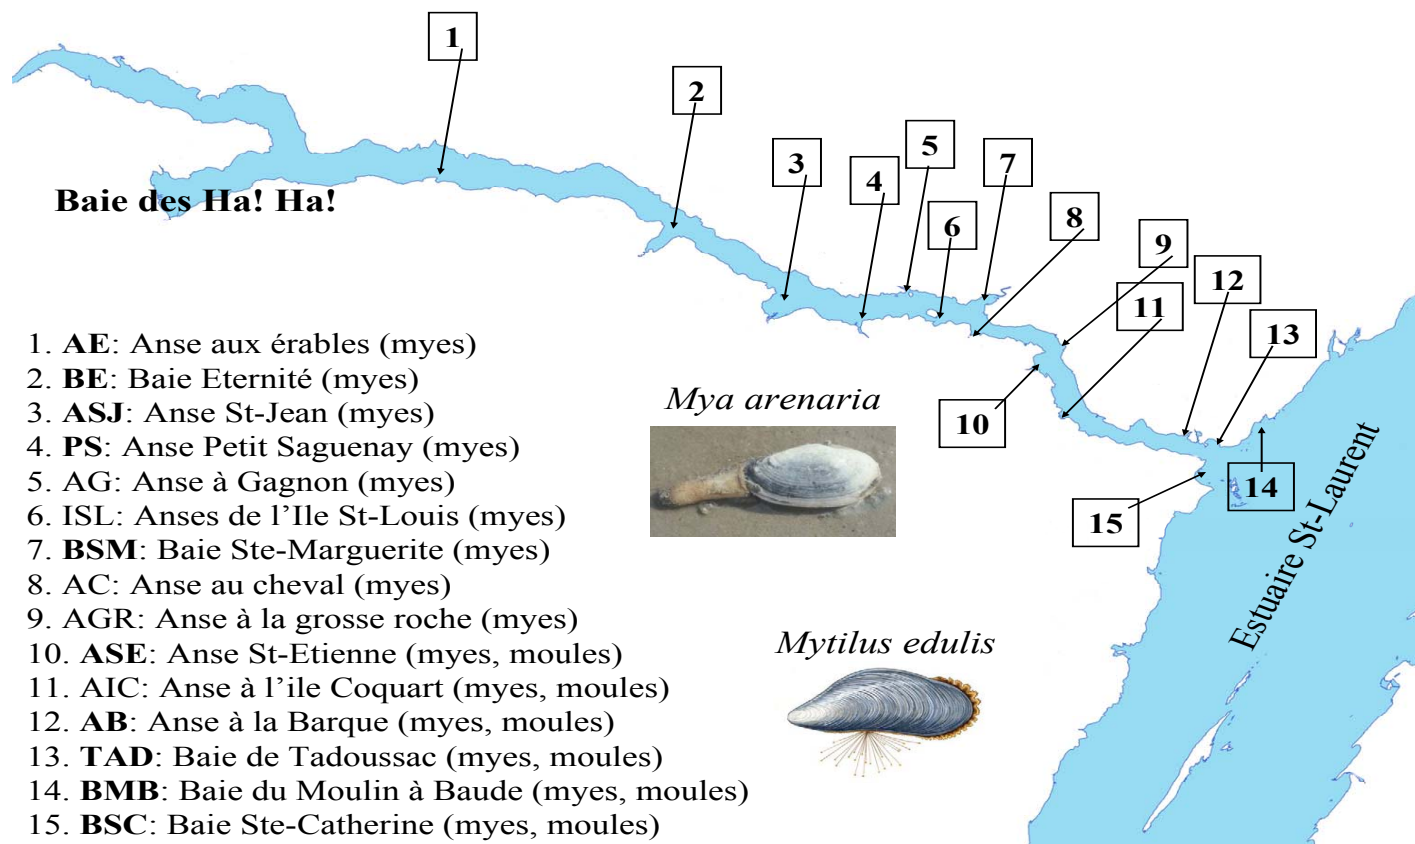 1
2
3
4
5
6
7
8
9
10
11
12
13
14
15
Baie des Ha! Ha!
1. AE: Anse aux érables (myes)
2. BE: Baie Eternité (myes)
3. ASJ: Anse St-Jean (myes)
4. PS: Anse Petit Saguenay (myes)
5. AG: Anse à Gagnon (myes)
6. ISL: Anses de l'Ile St-Louis (myes)
7. BSM: Baie Ste-Marguerite (myes)
8. AC: Anse au cheval (myes)
9. AGR: Anse à la grosse roche (myes)
10. ASE: Anse St-Etienne (myes, moules)
11. AIC: Anse à l'ile Coquart (myes, moules)
12. AB: Anse à la Barque (myes, moules)
13. TAD: Baie de Tadoussac (myes, moules)
14. BMB: Baie du Moulin à Baude (myes, moules)
15. BSC: Baie Ste-Catherine (myes, moules)
Mya arenaria
Mytilus edulis
Estuaire St-Laurent